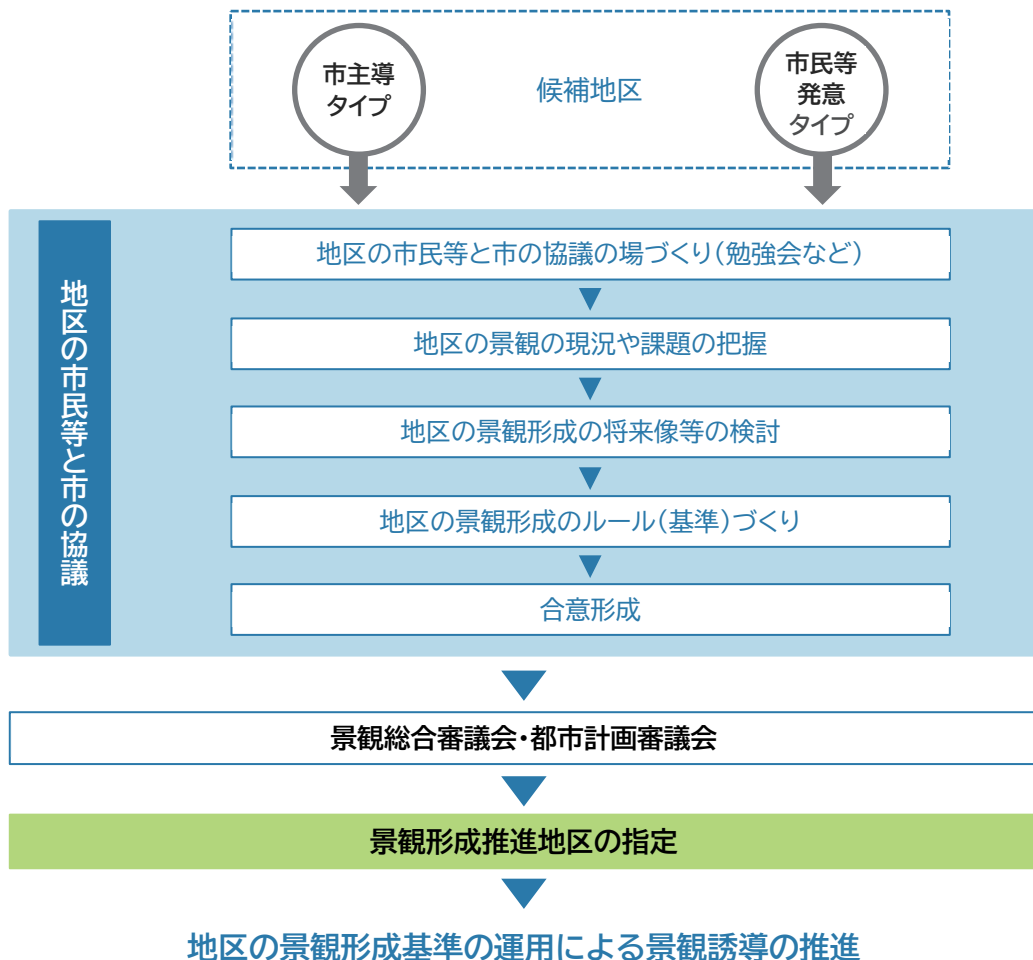 市主導
タイプ
候補地区
市民等
発意
タイプ
地区の市民等と市の協議
地区の市民等と市の協議の場づくり(勉強会など)
地区の景観の現況や課題の把握
地区の景観形成の将来像等の検討
地区の景観形成のルール(基準)づくり
合意形成
景観総合審議会・都市計画審議会
景観形成推進地区の指定
地区の景観形成基準の運用による景観誘導の推進